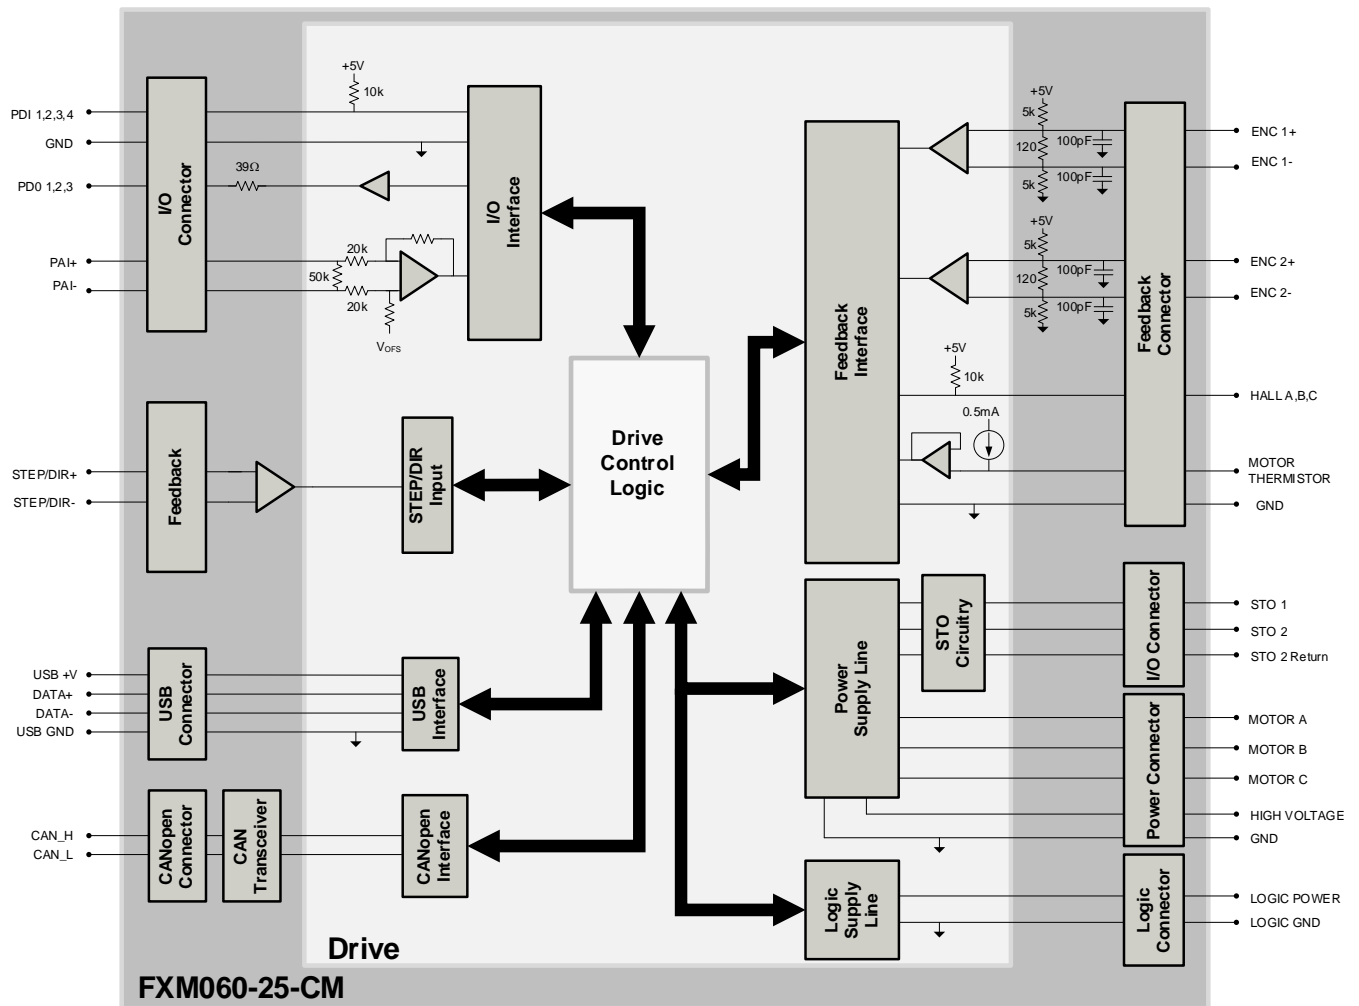 PDI 1,2,3,4
GND
PD0 1,2,3
PAI+
PAI-
I/O
Connector
+5V
10k
39Ω
20k
50k
20k
VOFS
I/O
Interface
STEP/DIR+
STEP/DIR-
Feedback
STEP/DIR
Input
Drive
Control
Logic
USB +V
DATA+
DATA-
USB GND
USB
Connector
USB
Interface
CAN_H
CAN_L
CANopen
Connector
CAN
Transceiver
CANopen
Interface
Feedback
Interface
+5V
5k
120
5k
100pF
100pF
+5V
5k
120
5k
100pF
100pF
+5V
10k
0.5mA
Feedback
Connector
ENC 1+
ENC 1-
ENC 2+
ENC 2-
HALL A,B,C
MOTOR
THERMISTOR
GND
Power
Supply Line
STO
Circuitry
I/O Connector
STO 1
STO 2
STO 2 Return
Power Connector
MOTOR A
MOTOR B
MOTOR C
HIGH VOLTAGE
GND
Logic
Supply
Line
Logic
Connector
LOGIC POWER
LOGIC GND
Drive
FXM060-25-CM